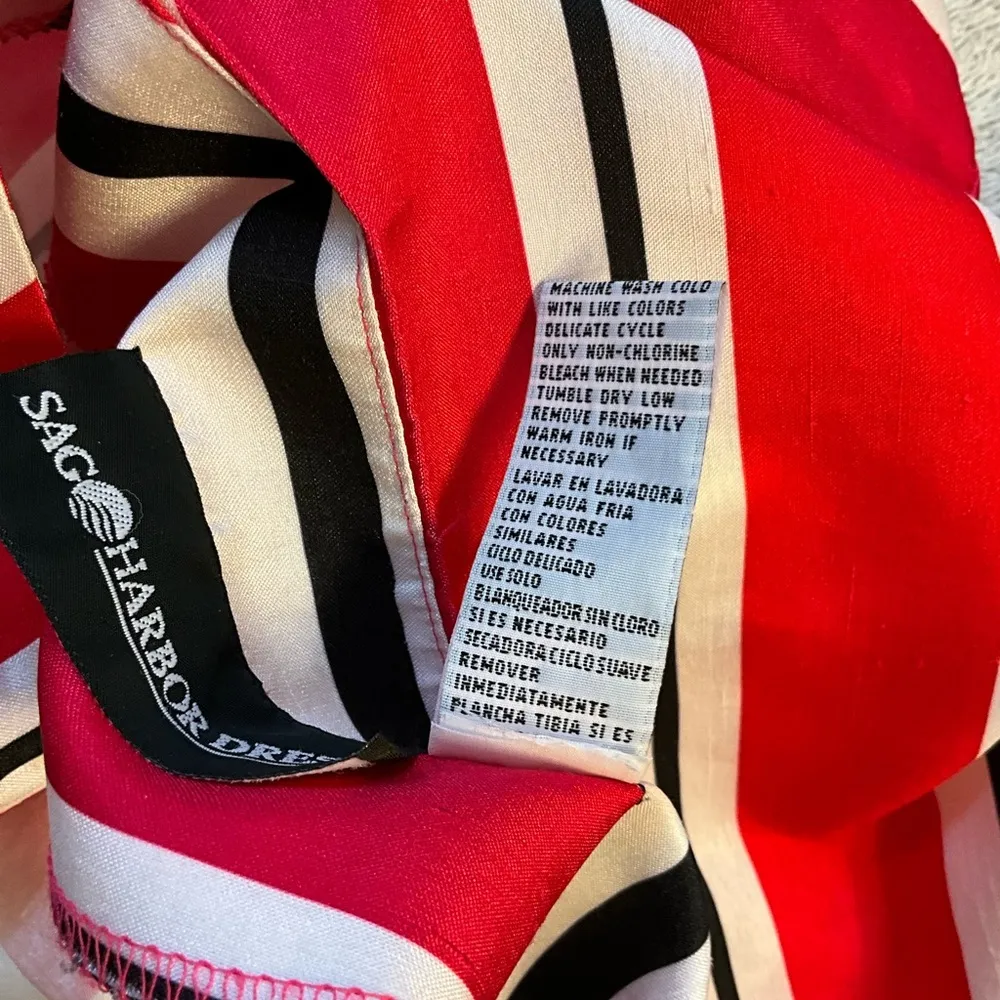 SAG HARBOR DRES
MACHINE WASH COLD
WITH LIKE COLORS
DELICATE CYCLE
ONLY NON-CHLORINE
BLEACH WHEN NEEDED
TUMBLE DRY LOW
REMOVE PROMPTLY
WARM IRON IF
NECESSARY
LAVAR EN LAVADORA
CON AGUA FRIA
CON COLORES
SIMILARES
CICLO DELICADO
USE SOLO
BLANQUEADOR SIN CLORO
SI ES NECESARIO
SECADORA CICLO SUAVE
REMOVER
INMEDIATAMENTE
PLANCHA TIBIA SI ES